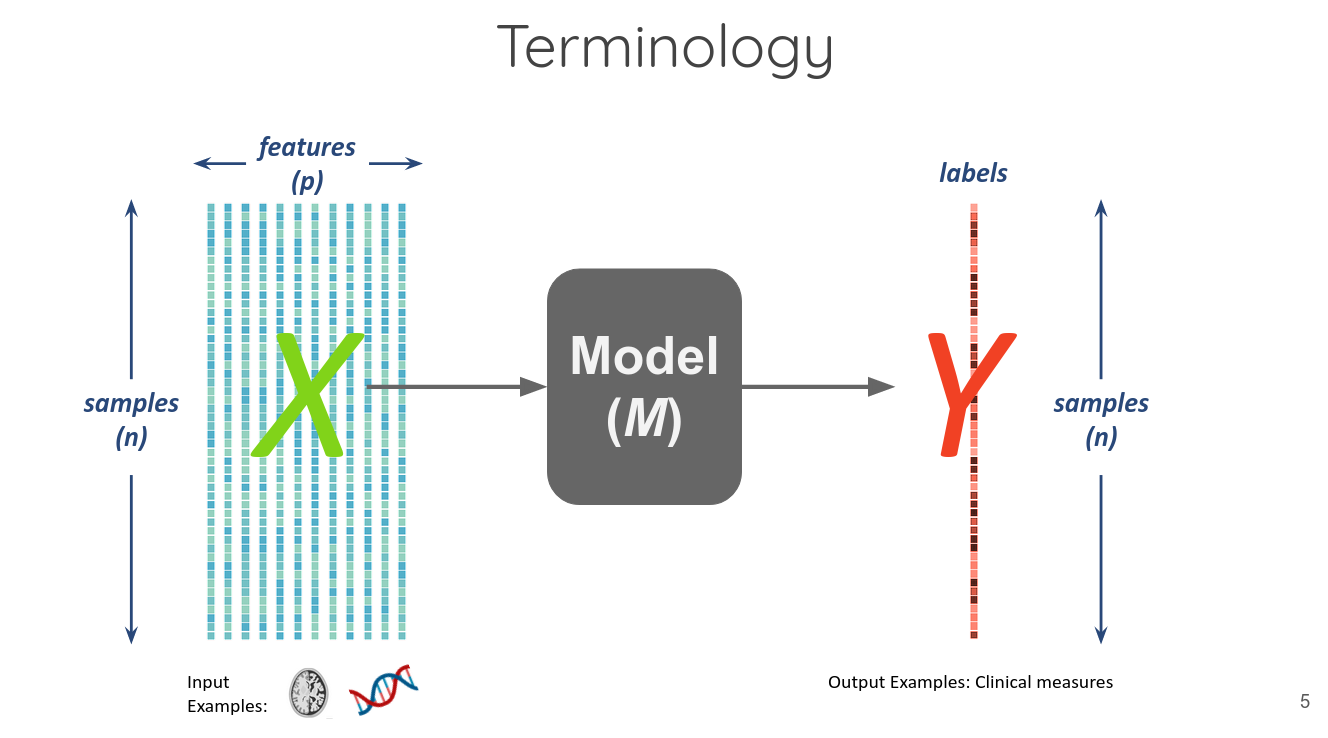 Terminology
features
(p)
labels
samples
(n)
X
Model
(M)
Y
samples
(n)
Input
Examples:
Output Examples: Clinical measures
5